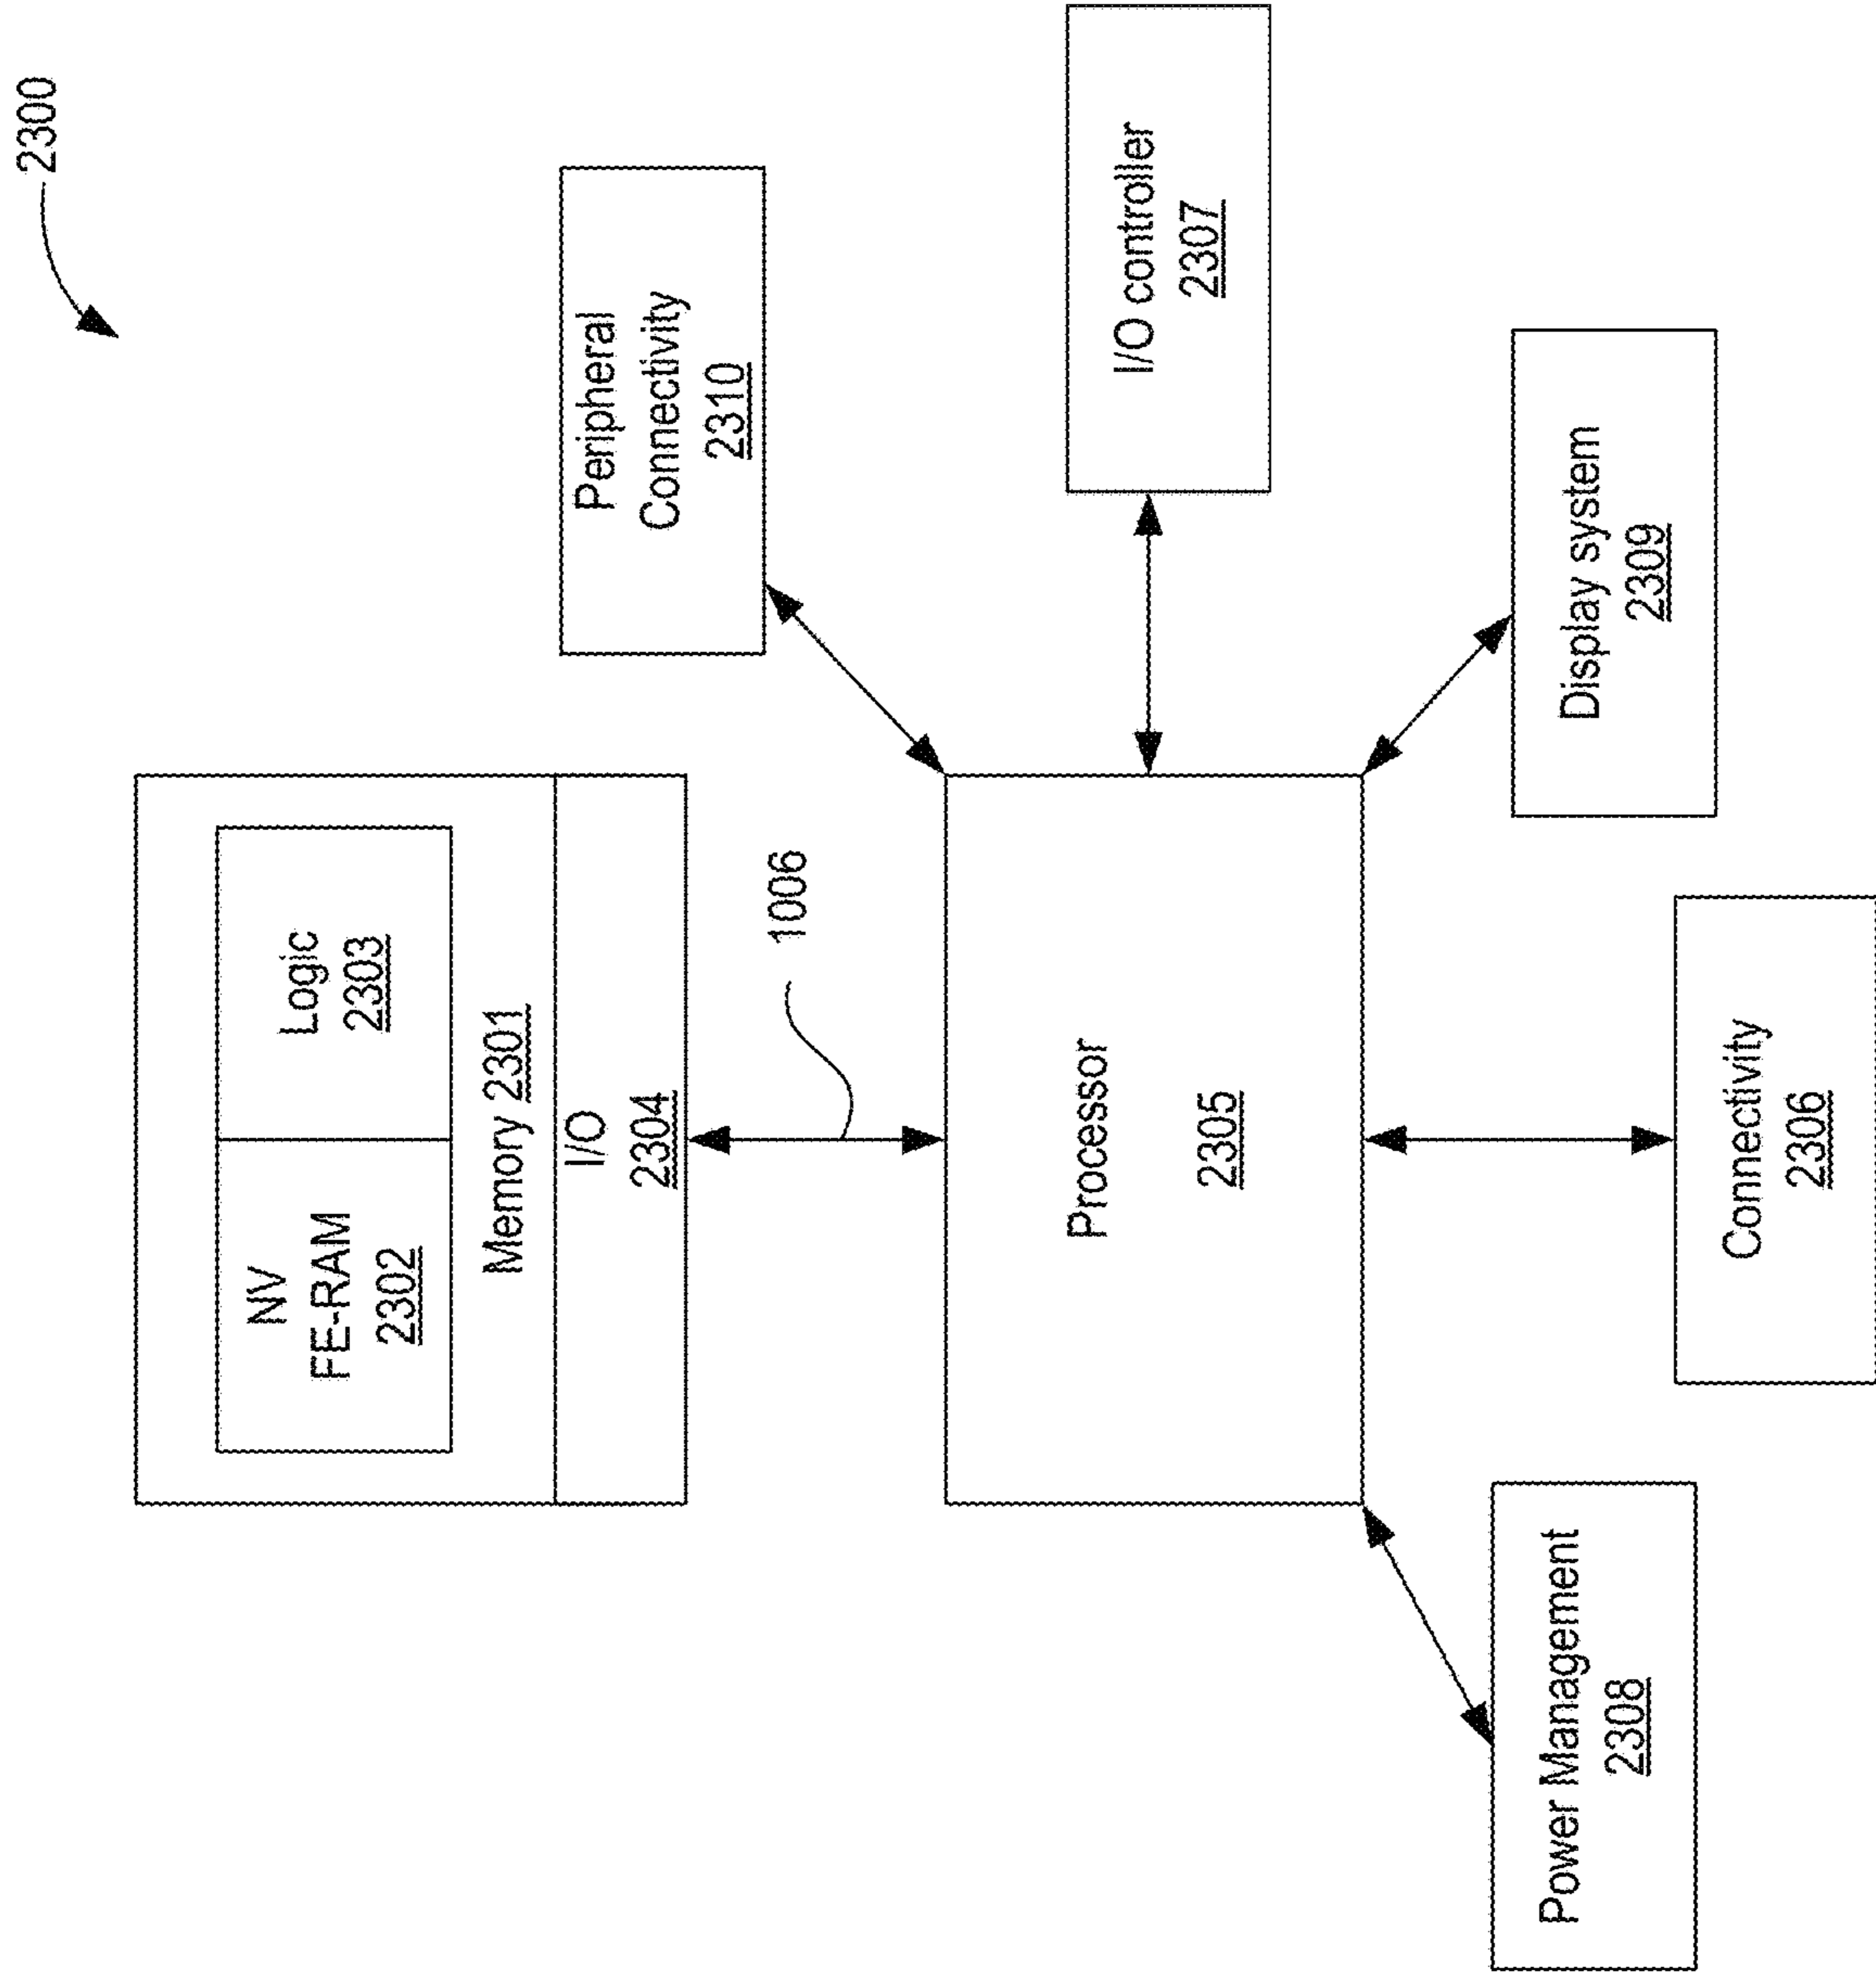 2300
NV
FE-RAM
2302
Logic
2303
Memory 2301
I/O
2304
1006
Peripheral
Connectivity
2310
Processor
2305
I/O controller
2307
Display system
2309
Connectivity
2306
Power Management
2308